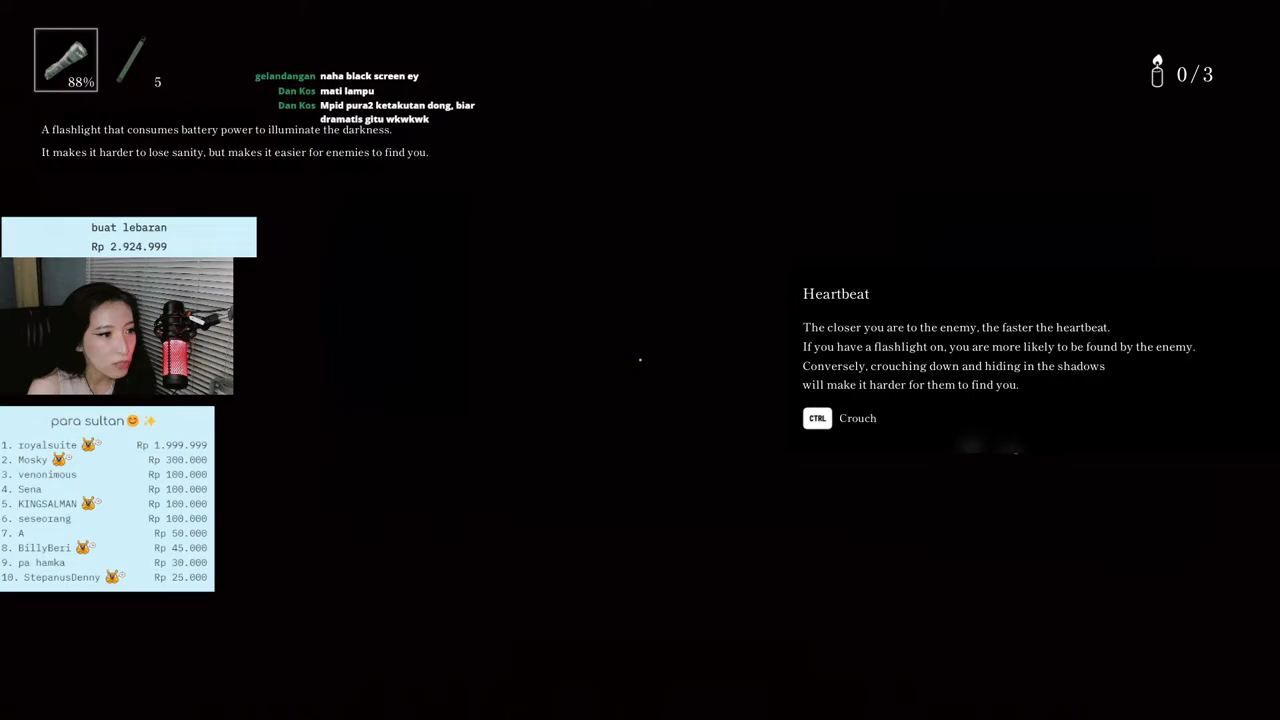 88%
5
0/3
gelandangan naha black screen ey
Dan Kos mati lampu
Dan Kos Mpid pura2 ketakutan dong, biar
dramatis gitu wkwkwk
A flashlight that consumes battery power to illuminate the darkness.
It makes it harder to lose sanity, but makes it easier for enemies to find you.
buat lebaran
Rp 2.924.999
Heartbeat
The closer you are to the enemy, the faster the heartbeat.
If you have a flashlight on, you are more likely to be found by the enemy.
Conversely, crouching down and hiding in the shadows
will make it harder for them to find you.
CTRL Crouch
para sultan😊✨
1. royalsuite Rp 1.999.999
2. Mosky Rp 300.000
3. venonimous Rp 100.000
4. Sena Rp 100.000
5. KINGSALMAN Rp 100.000
6. seseorang Rp 100.000
7. A Rp 50.000
8. BillyBeri Rp 45.000
9. pa hamka Rp 30.000
10. StepanusDenny Rp 25.000